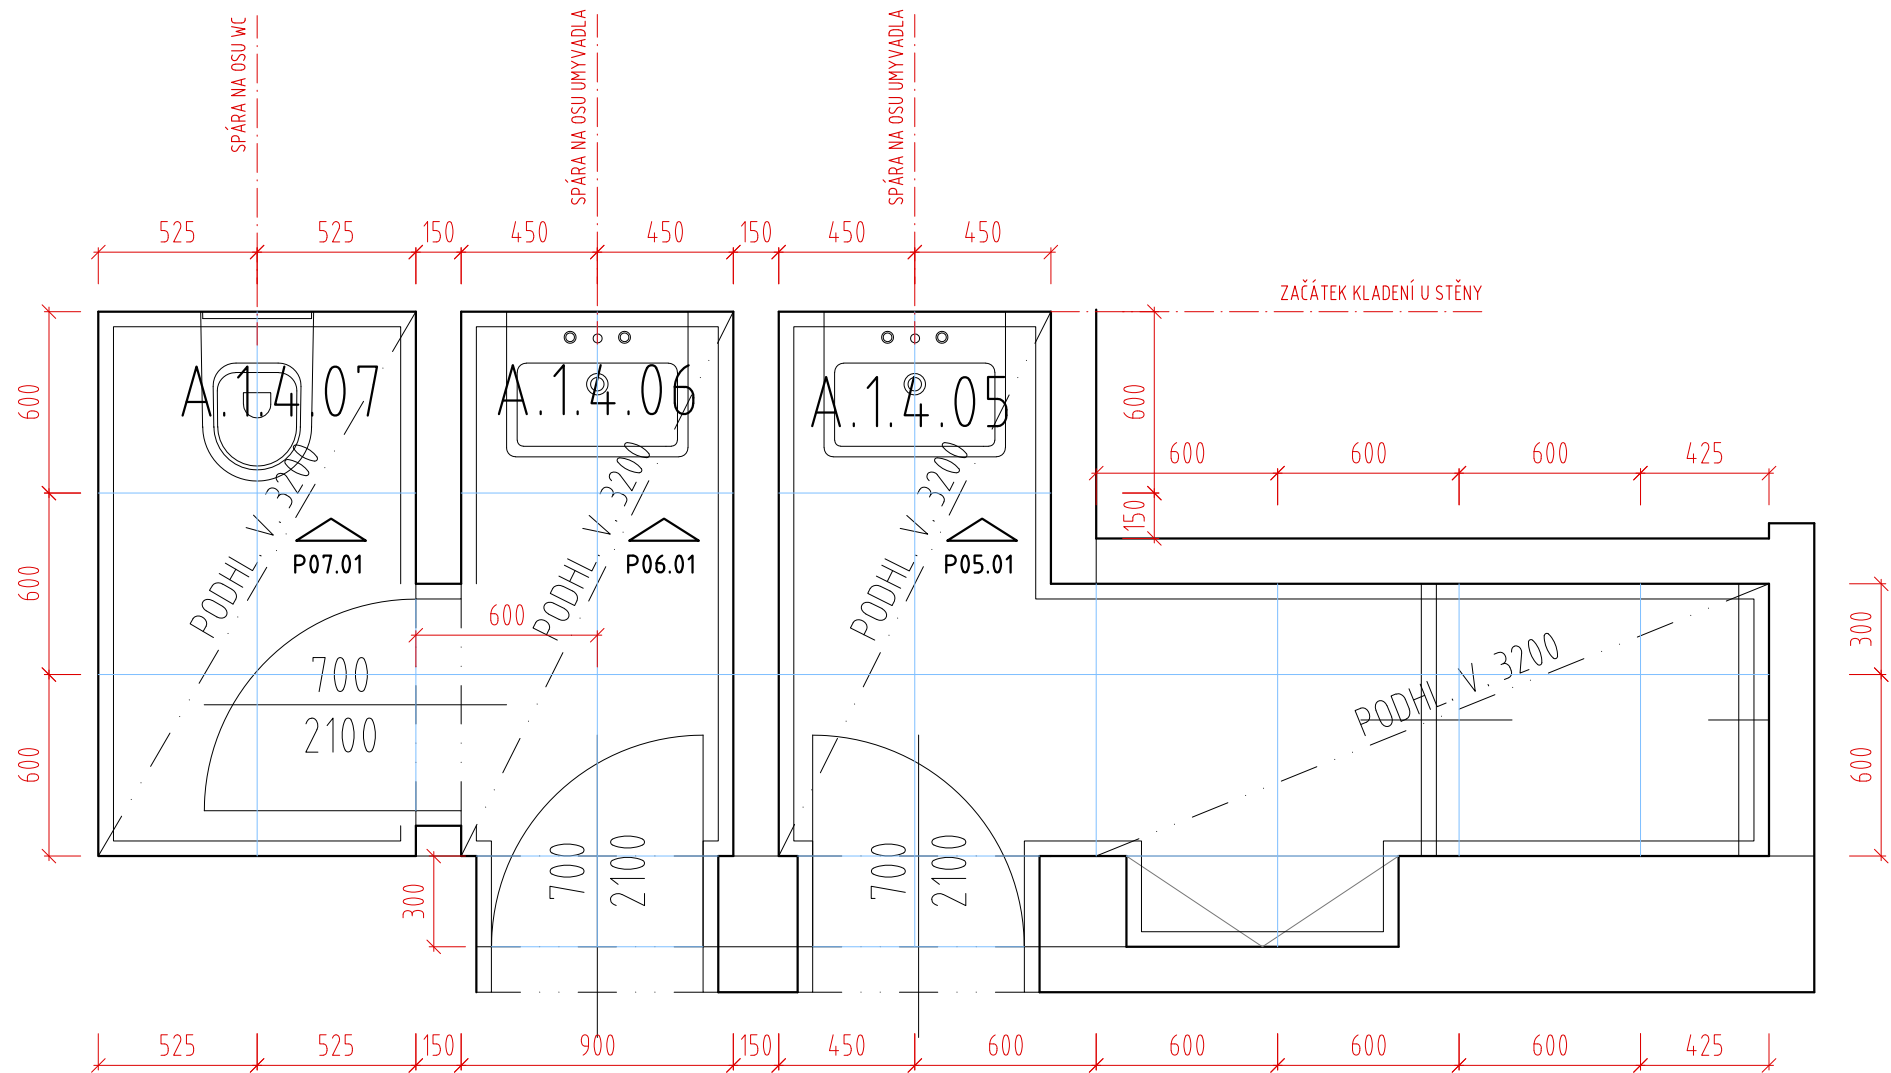 SPÁRA NA OSU WC
SPÁRA NA OSU UMYVADLA
SPÁRA NA OSU UMYVADLA
525 525 150 450 450 150 450 450
ZAČÁTEK KLADENÍ U STĚNY
A.1.4.07
A.1.4.06
A.1.4.05
600
600
600 600 600 425
150
PODHL. V. 3200
PODHL. V. 3200
PODHL. V. 3200
P07.01
P06.01
P05.01
600
600
300
PODHL. V. 3200
700
2100
600
600
700
2100
700
2100
300
525 525 150 900 150 450 600 600 600 600 425